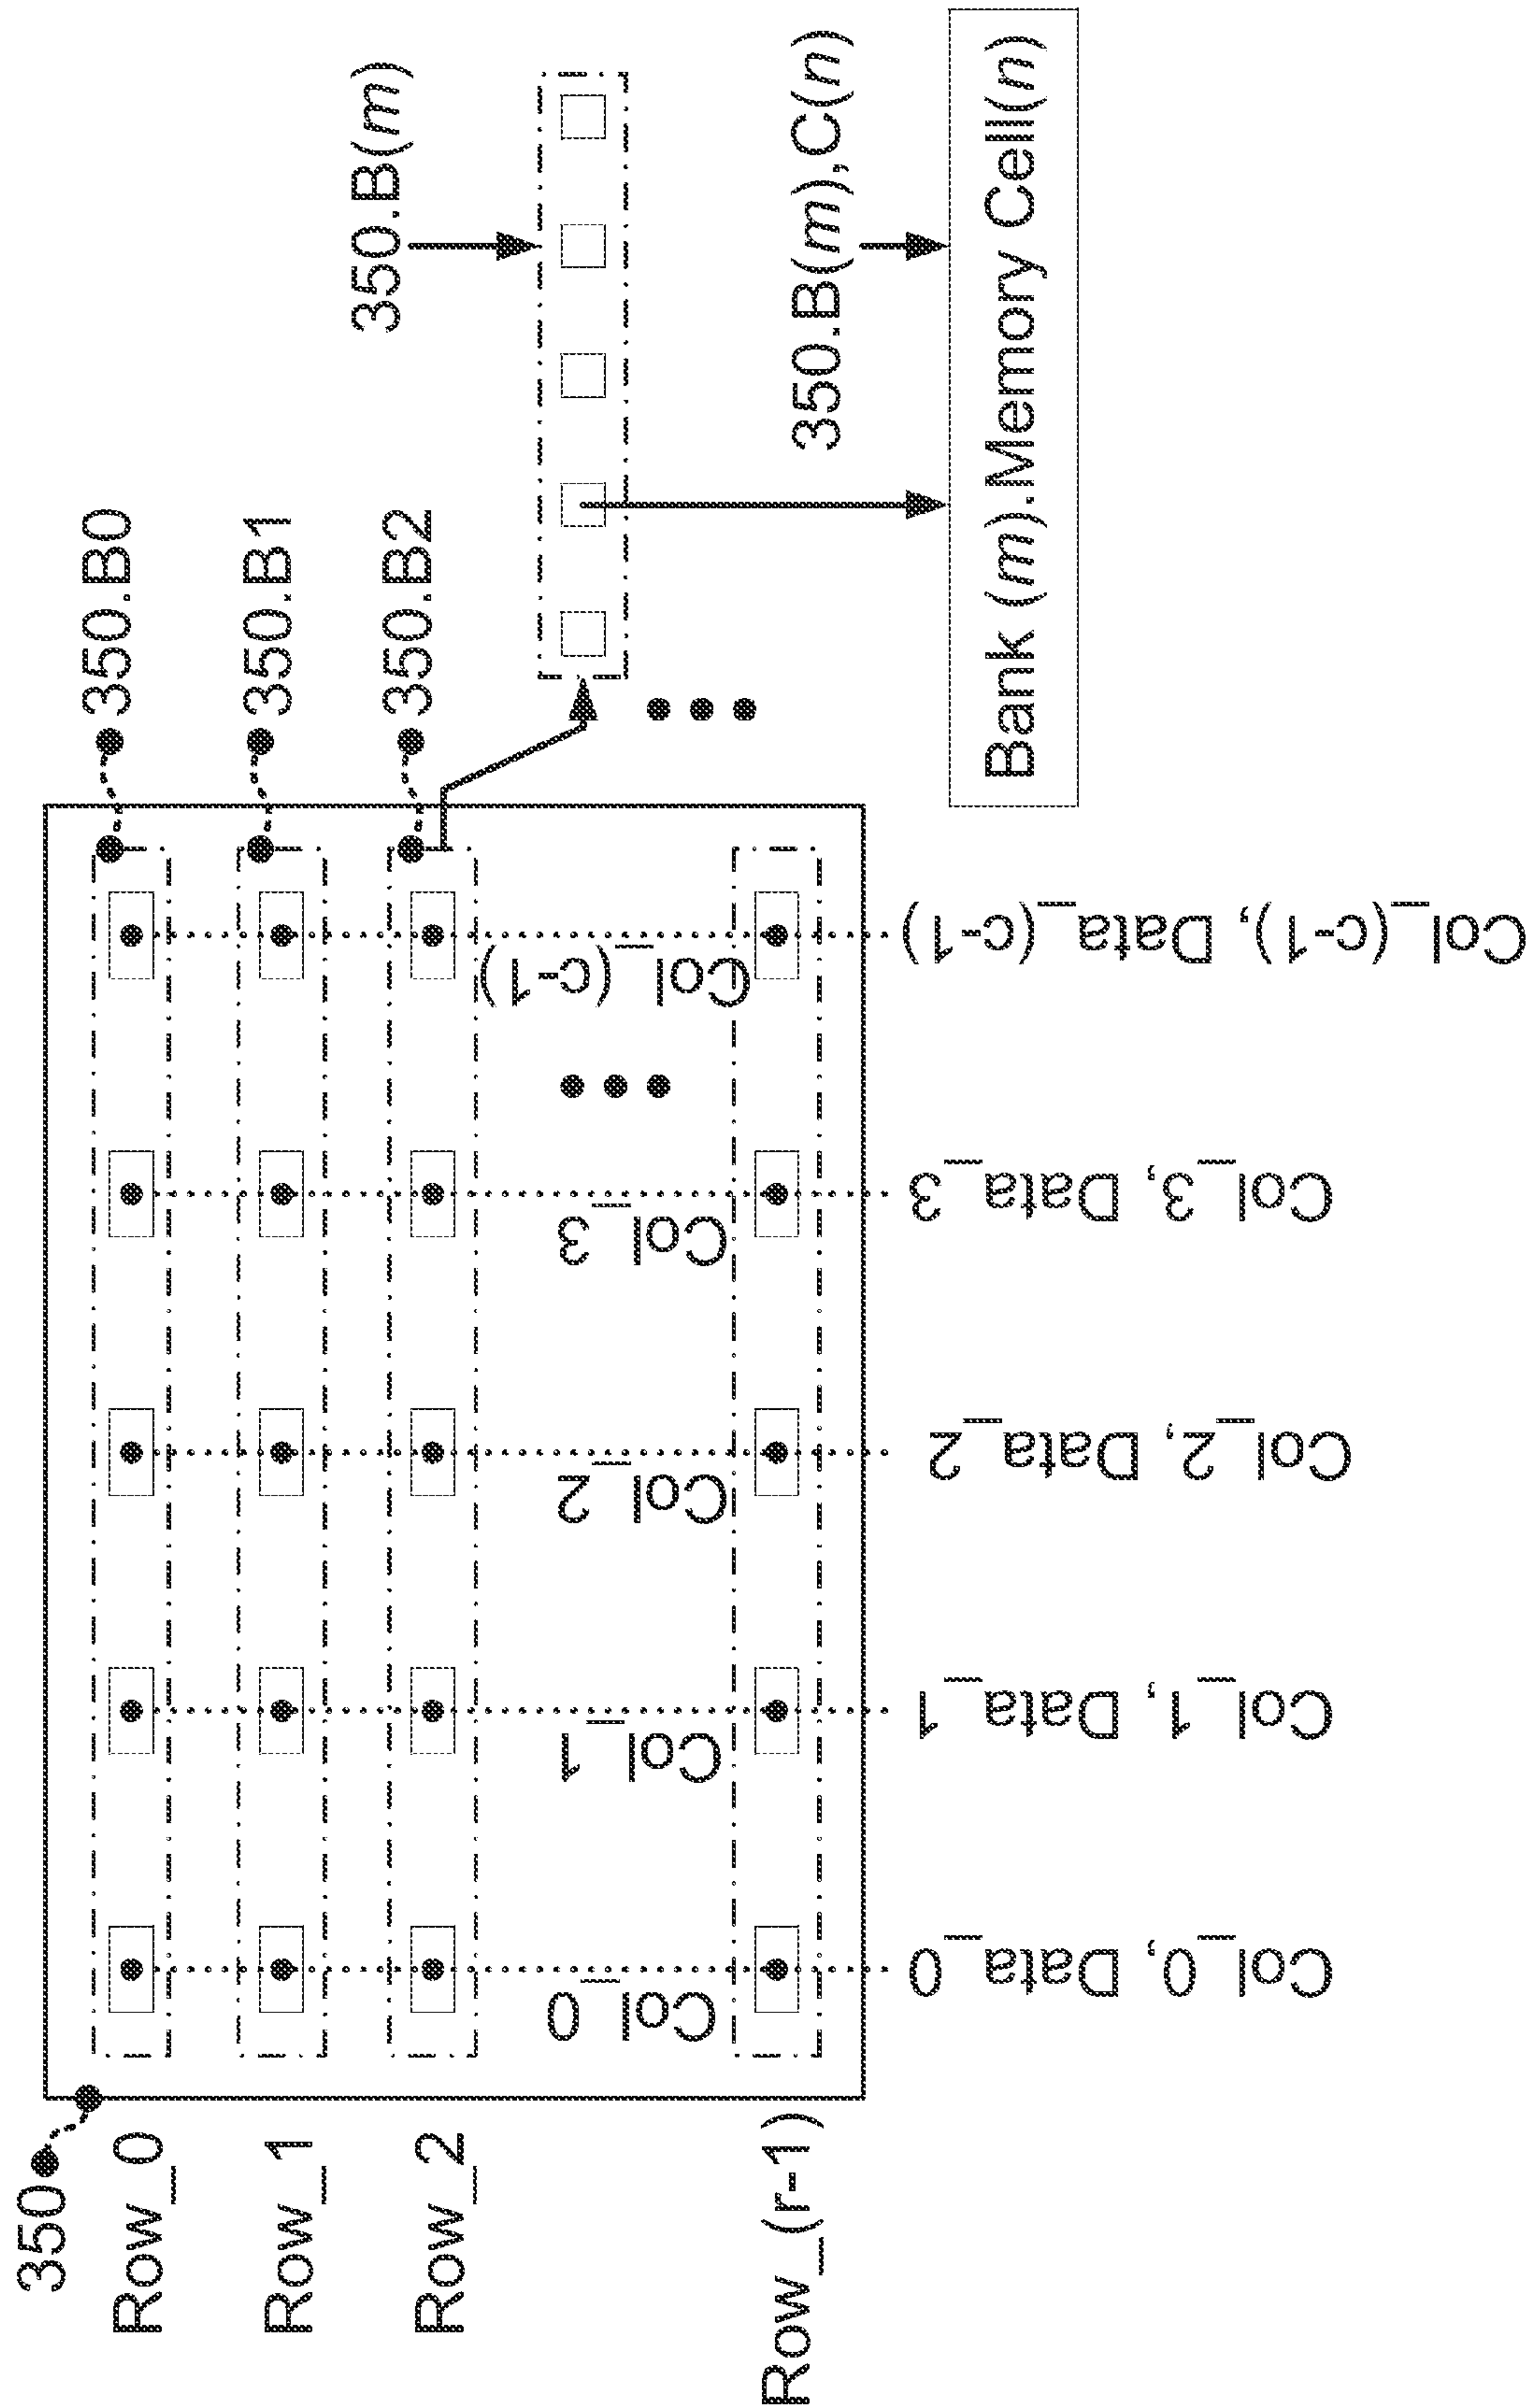 350
Row_0
350.B0
Row_1
350.B1
Row_2
350.B2
350.B(m)
Col_0
Col_1
Col_2
Col_3
Col_(c-1)
Row_(r-1)
350.B(m),C(n)
Col_0, Data_0
Col_1, Data_1
Col_2, Data_2
Col_3, Data_3
Col_(c-1), Data_(c-1)
Bank (m).Memory Cell(n)